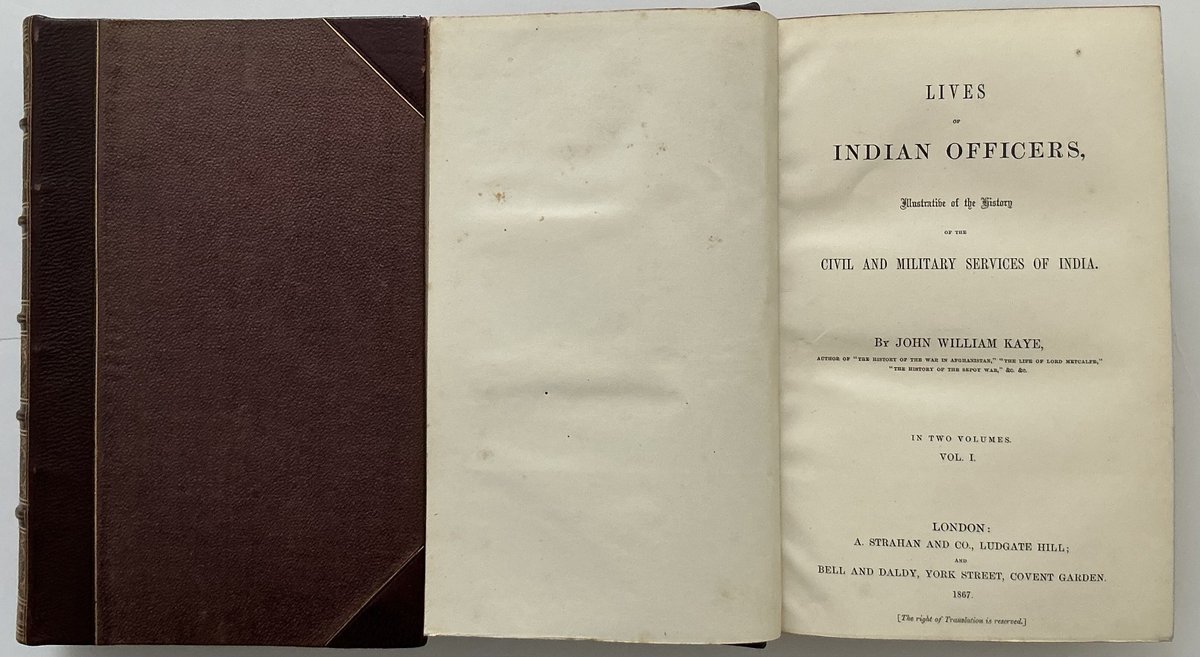 LIVES
OF
INDIAN OFFICERS,
Illustrative of the History
OF THE
CIVIL AND MILITARY SERVICES OF INDIA.
BY JOHN WILLIAM KAYE,
AUTHOR OF "THE HISTORY OF THE WAR IN AFGHANISTAN," "THE LIFE OF LORD METCALFE,"
"THE HISTORY OF THE SEPOY WAR," &c. &c.
IN TWO VOLUMES.
VOL. I.
LONDON:
A. STRAHAN AND CO., LUDGATE HILL;
AND
BELL AND DALDY, YORK STREET, COVENT GARDEN.
1867.
[The right of Translation is reserved.]